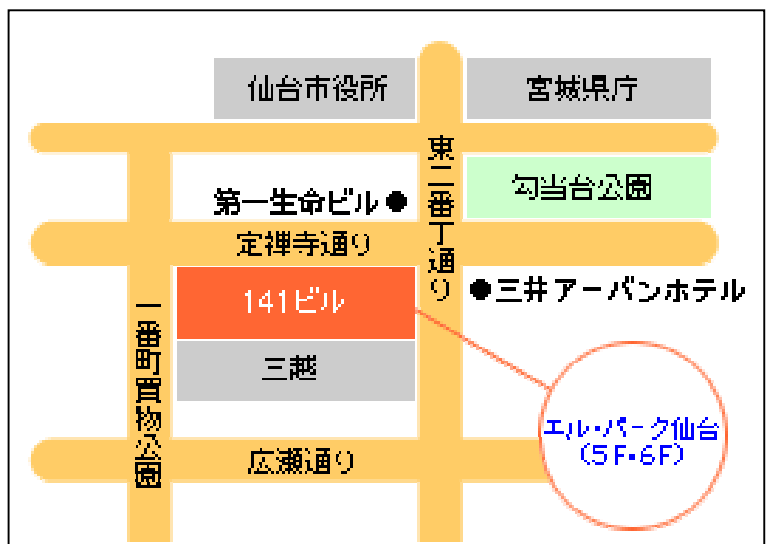 仙台市役所
宮城県庁
東二番丁通り
勾当台公園
第一生命ビル●
定禅寺通り
141ビル
●三井アーバンホテル
一番町買物公園
三越
エル・パーク仙台
(5F・6F)
広瀬通り